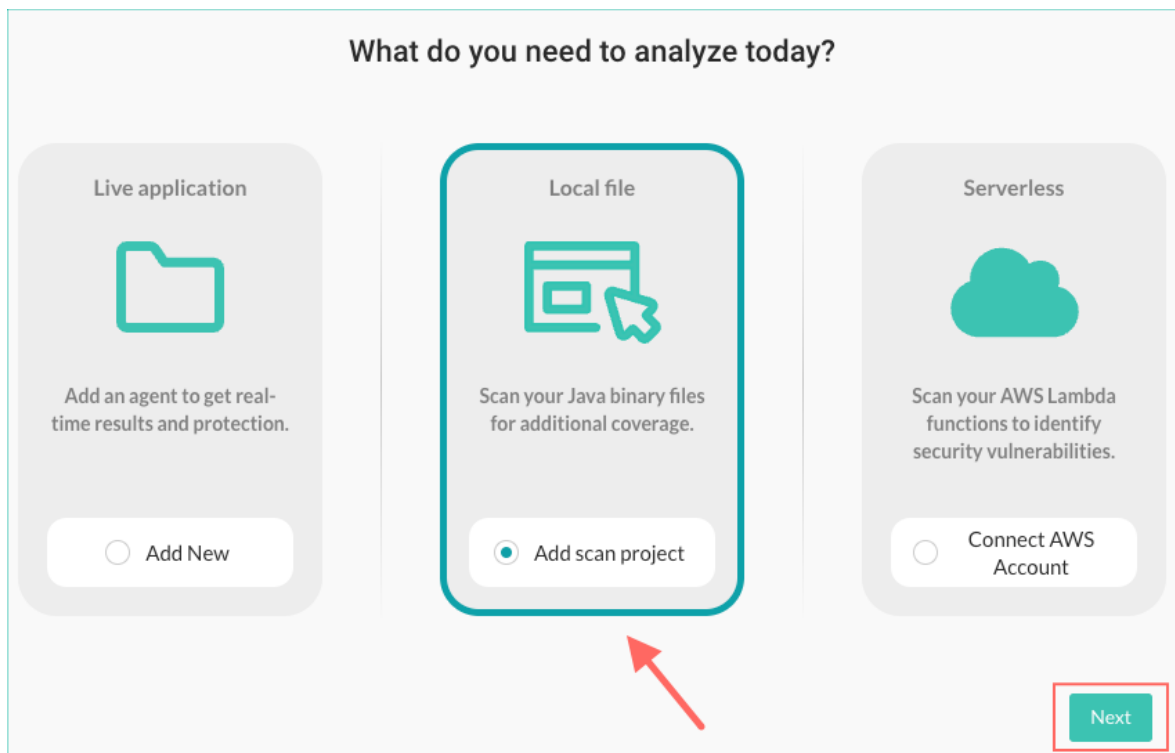 What do you need to analyze today?
Live application
Add an agent to get real-
time results and protection.
Add New
Local file
Scan your Java binary files
for additional coverage.
Add scan project
Serverless
Scan your AWS Lambda
functions to identify
security vulnerabilities.
Connect AWS
Account
Next